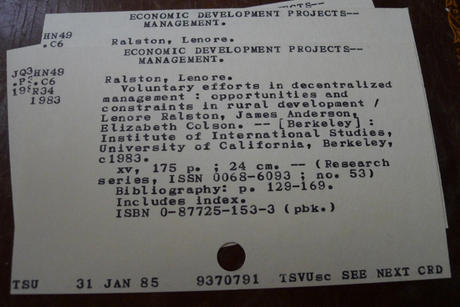 ECONOMIC DEVELOPMENT PROJECTS--
MANAGEMENT.
HN49
.C6
Ralston, Lenore.
ECONOMIC DEVELOPMENT PROJECTS--
MANAGEMENT.
JQ3
.P
19
HN49
.C6
R34
1983
Ralston, Lenore.
Voluntary efforts in decentralized
management : opportunities and
constraints in rural development /
Lenore Ralston, James Anderson,
Elizabeth Colson. -- [Berkeley] :
Institute of International Studies,
University of California, Berkeley,
c1983.
xv, 175 p. ; 24 cm. -- (Research
series, ISSN 0068-6093 ; no. 53)
Bibliography: p. 129-169.
Includes index.
ISBN 0-87725-153-3 (pbk.)
TSU 31 JAN 85 9370791 TSVUsc SEE NEXT CRD